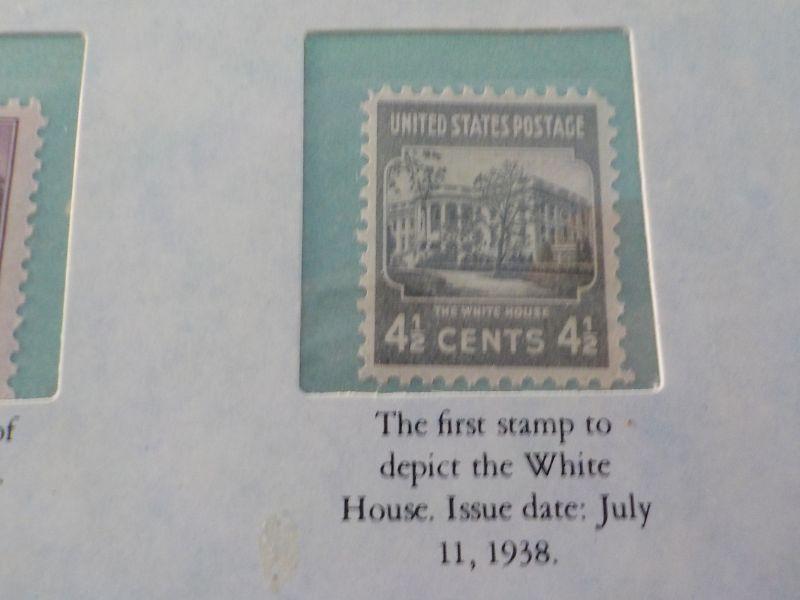 UNITED STATES POSTAGE
THE WHITE HOUSE
4½ CENTS 4½
of
The first stamp to
depict the White
House. Issue date: July
11, 1938.